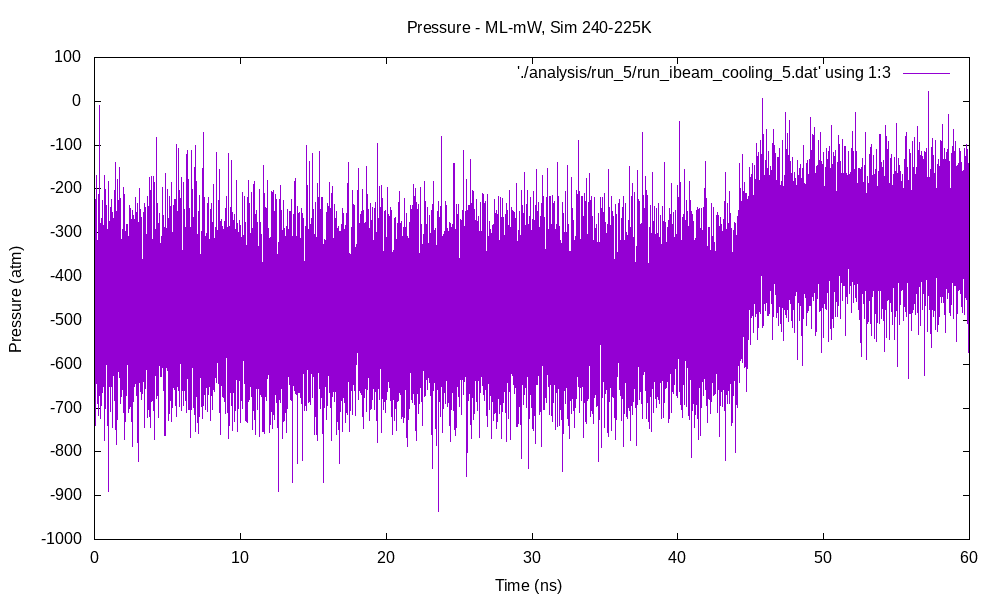 Pressure - ML-mW, Sim 240-225K
'./analysis/run_5/run_ibeam_cooling_5.dat' using 1:3
100
0
-100
-200
-300
-400
-500
-600
-700
-800
-900
-1000
Pressure (atm)
0 10 20 30 40 50 60
Time (ns)